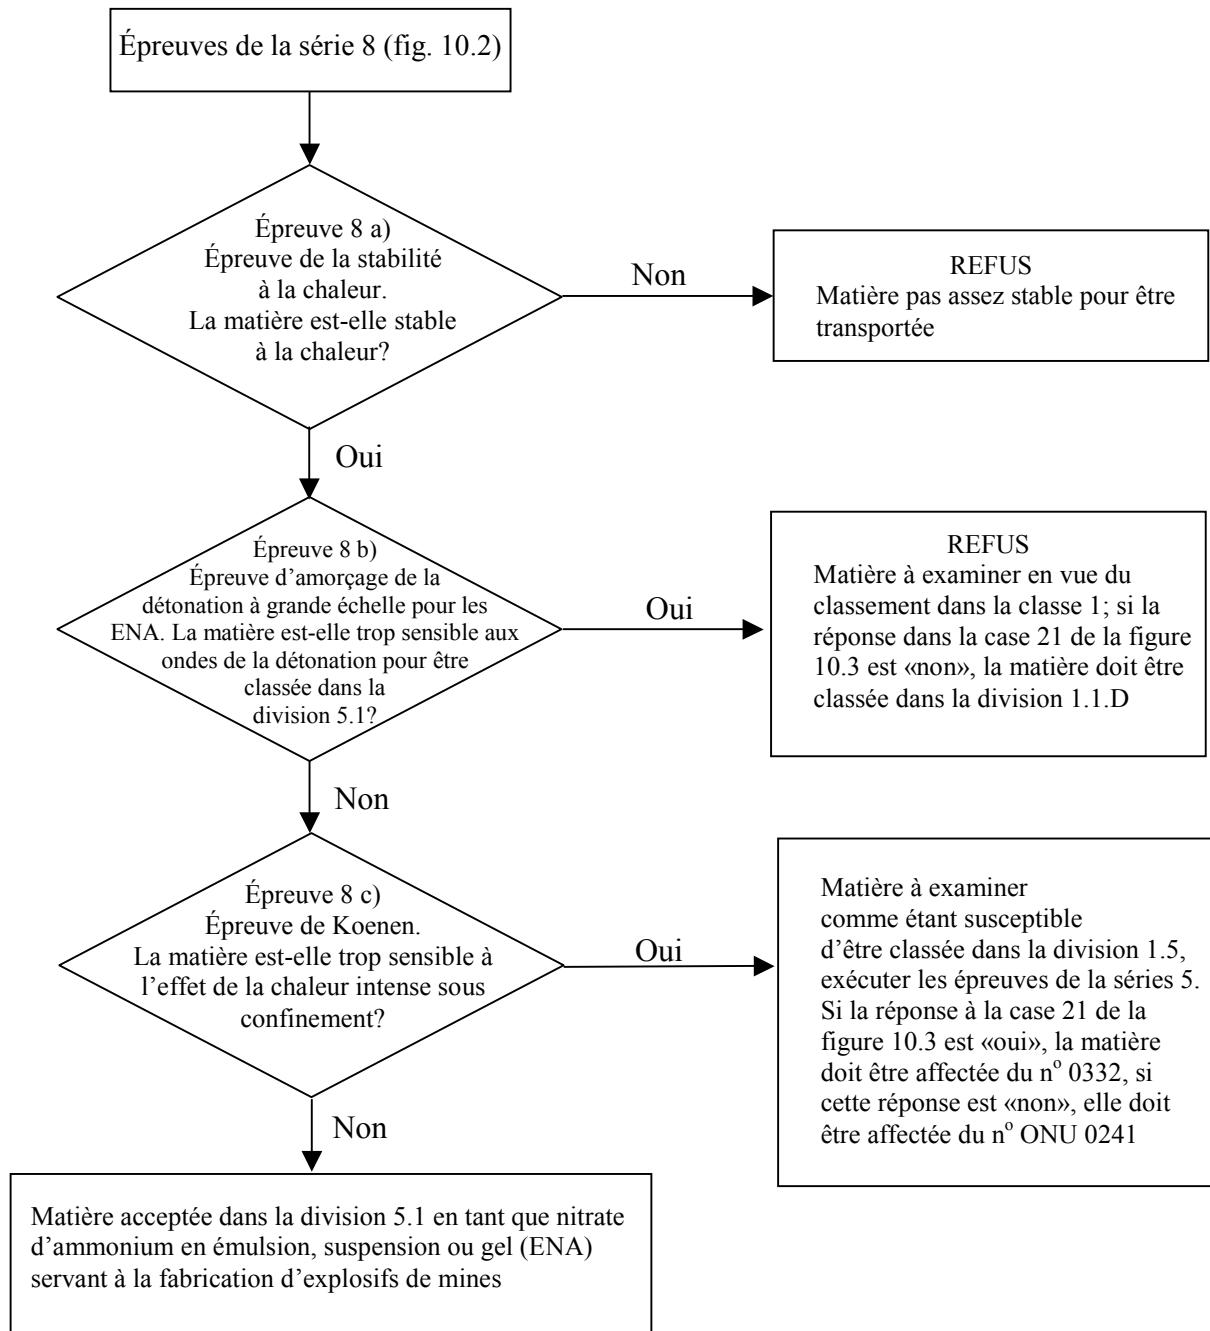 Épreuves de la série 8 (fig. 10.2)
Épreuve 8 a)
Épreuve de la stabilité
à la chaleur.
La matière est-elle stable
à la chaleur?
Non
REFUS
Matière pas assez stable pour être
transportée
Oui
Épreuve 8 b)
Épreuve d’amorçage de la
détonation à grande échelle pour les
ENA. La matière est-elle trop sensible aux
ondes de la détonation pour être
classée dans la
division 5.1?
Oui
REFUS
Matière à examiner en vue du
classement dans la classe 1; si la
réponse dans la case 21 de la figure
10.3 est «non», la matière doit être
classée dans la division 1.1.D
Non
Épreuve 8 c)
Épreuve de Koenen.
La matière est-elle trop sensible à
l’effet de la chaleur intense sous
confinement?
Oui
Matière à examiner
comme étant susceptible
d’être classée dans la division 1.5,
exécuter les épreuves de la séries 5.
Si la réponse à la case 21 de la
figure 10.3 est «oui», la matière
doit être affectée du nº 0332, si
cette réponse est «non», elle doit
être affectée du nº ONU 0241
Non
Matière acceptée dans la division 5.1 en tant que nitrate
d’ammonium en émulsion, suspension ou gel (ENA)
servant à la fabrication d’explosifs de mines